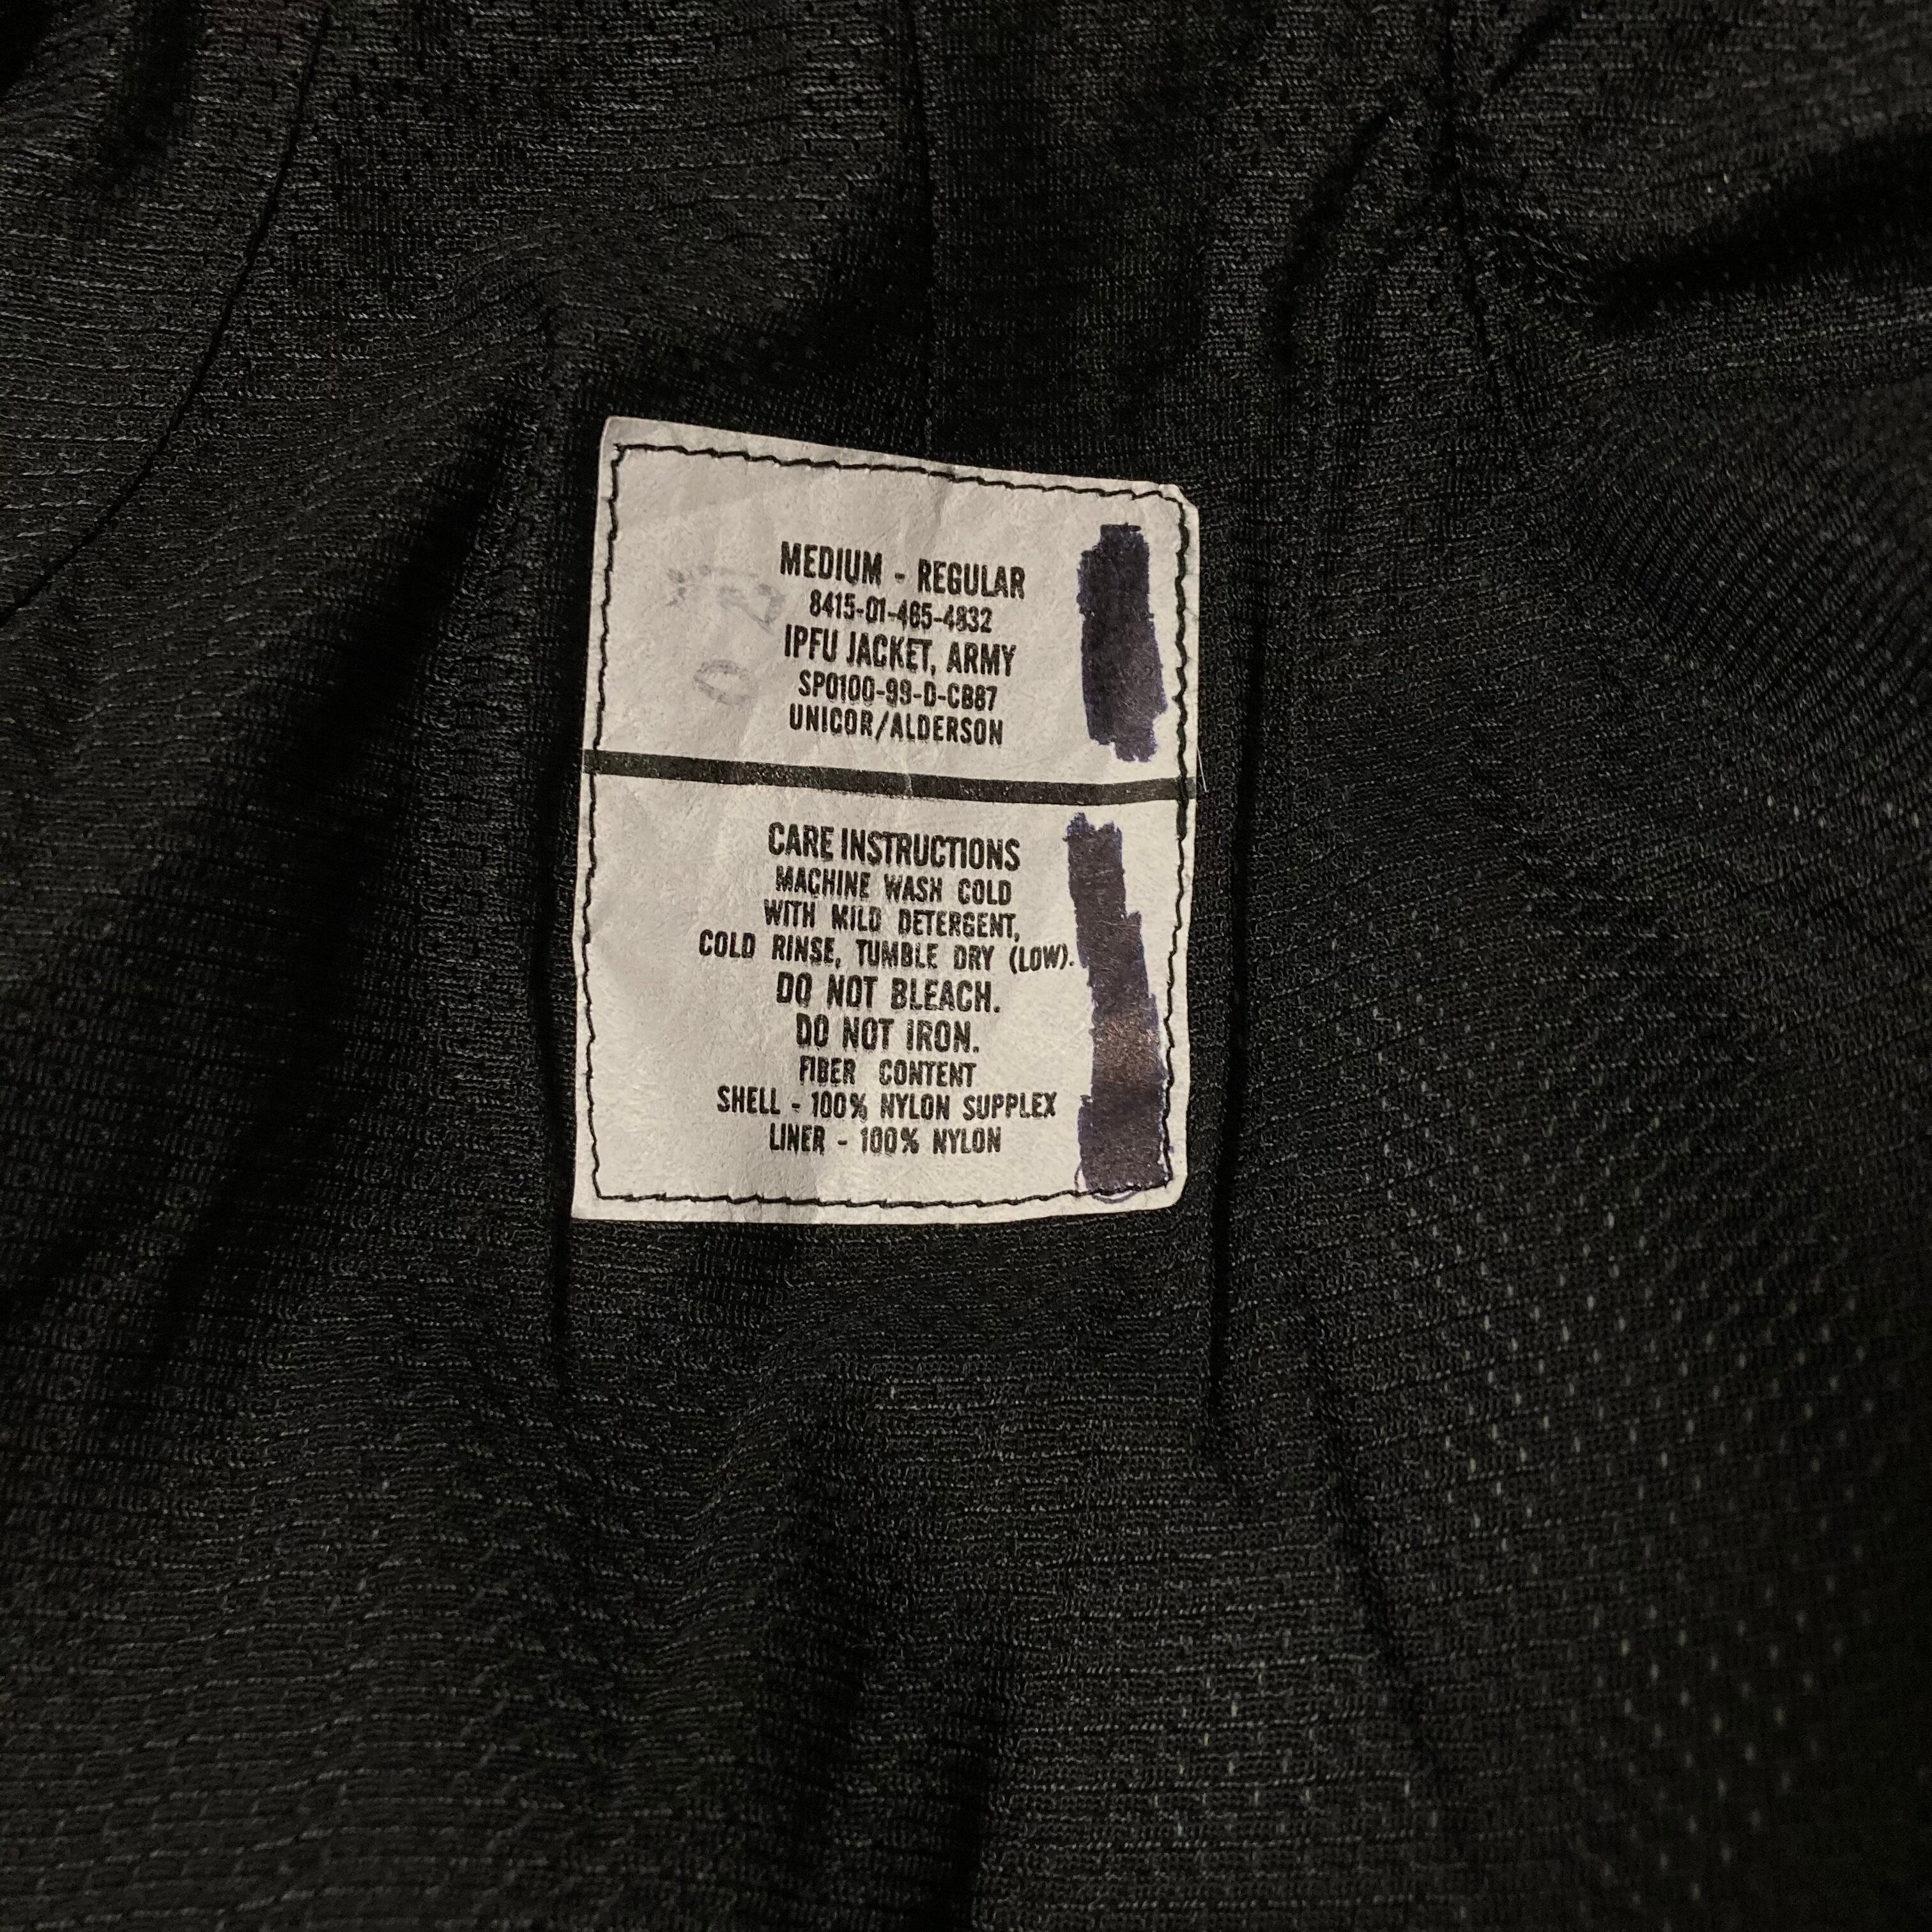 MEDIUM - REGULAR
8415-01-465-4832
IPFU JACKET, ARMY
SP0100-99-D-CB87
UNICOR/ALDERSON
CARE INSTRUCTIONS
MACHINE WASH COLD
WITH MILD DETERGENT,
COLD RINSE, TUMBLE DRY (LOW).
DO NOT BLEACH.
DO NOT IRON.
FIBER CONTENT
SHELL - 100% NYLON SUPPLEX
LINER - 100% NYLON